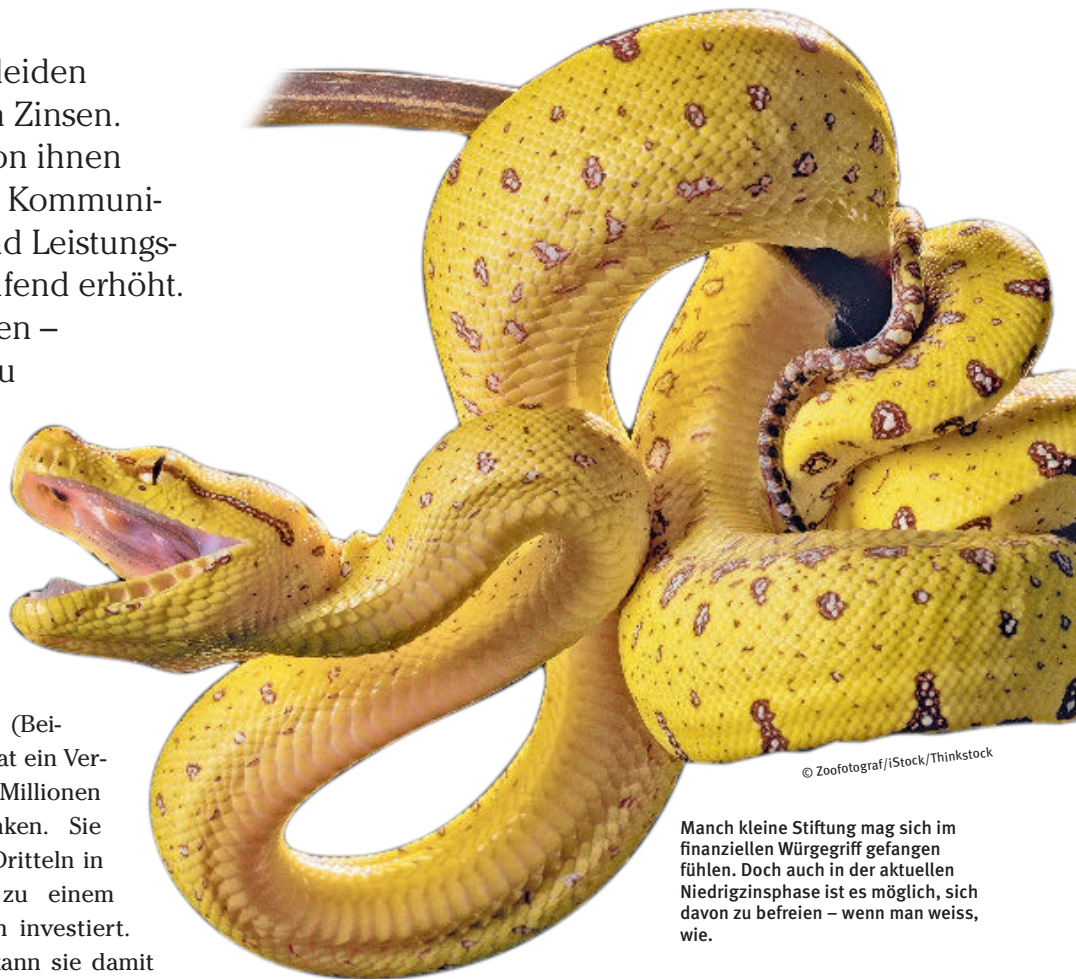 leiden
Zinsen.
on ihnen
Kommuni-
nd Leistungs-
fend erhöht.
en –
u
(Bei-
at ein Ver-
Millionen
nken. Sie
Dritteln in
zu einem
n investiert.
kann sie damit
© Zoofotograf/iStock/Thinkstock
Manch kleine Stiftung mag sich im
finanziellen Würgegriff gefangen
fühlen. Doch auch in der aktuellen
Niedrigzinsphase ist es möglich, sich
davon zu befreien – wenn man weiss,
wie.